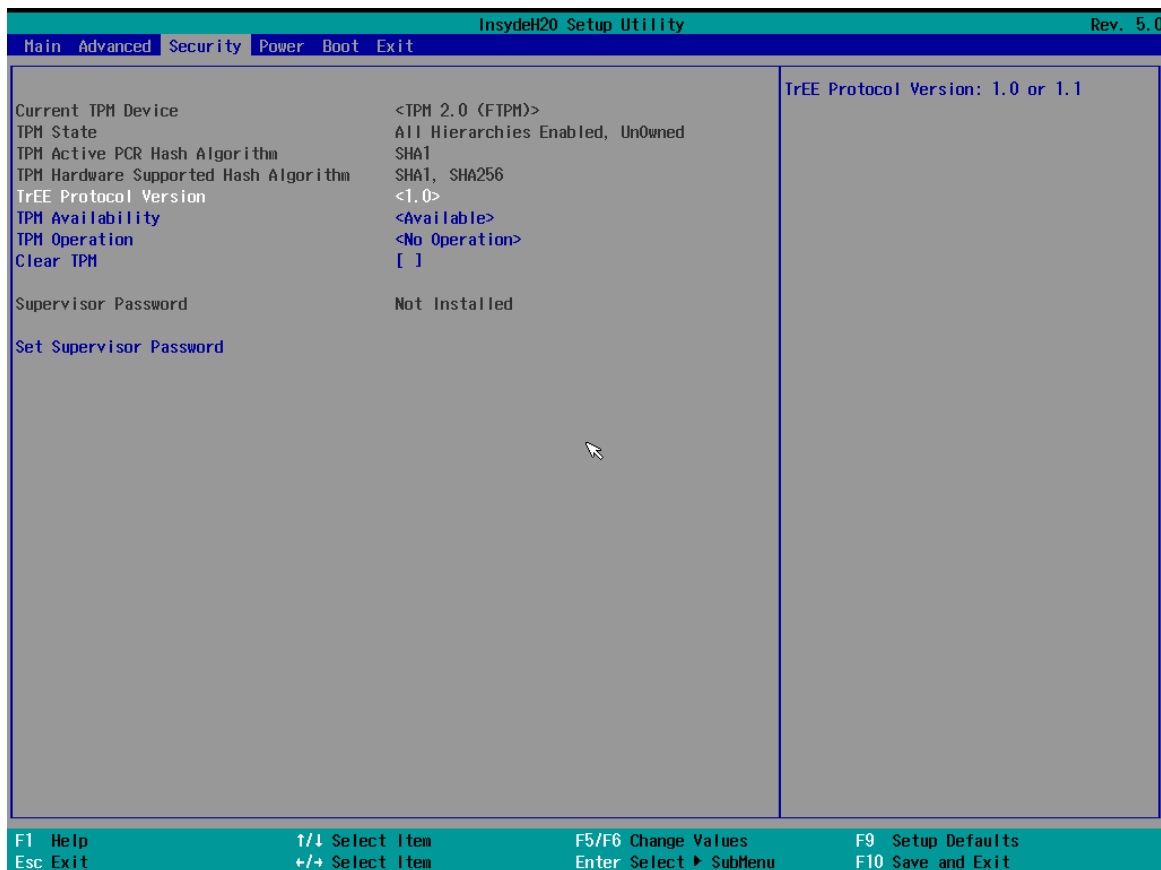 InsydeH20 Setup Utility Rev. 5.0
Main Advanced Security Power Boot Exit
TrEE Protocol Version: 1.0 or 1.1
Current TPM Device <TPM 2.0 (FTPM)>
TPM State All Hierarchies Enabled, UnOwned
TPM Active PCR Hash Algorithm SHA1
TPM Hardware Supported Hash Algorithm SHA1, SHA256
TrEE Protocol Version <1.0>
TPM Availability <Available>
TPM Operation <No Operation>
Clear TPM [ ]
Supervisor Password Not Installed
Set Supervisor Password
F1 Help ↑/↓ Select Item F5/F6 Change Values F9 Setup Defaults
Esc Exit ←/→ Select Item Enter Select ▶ SubMenu F10 Save and Exit